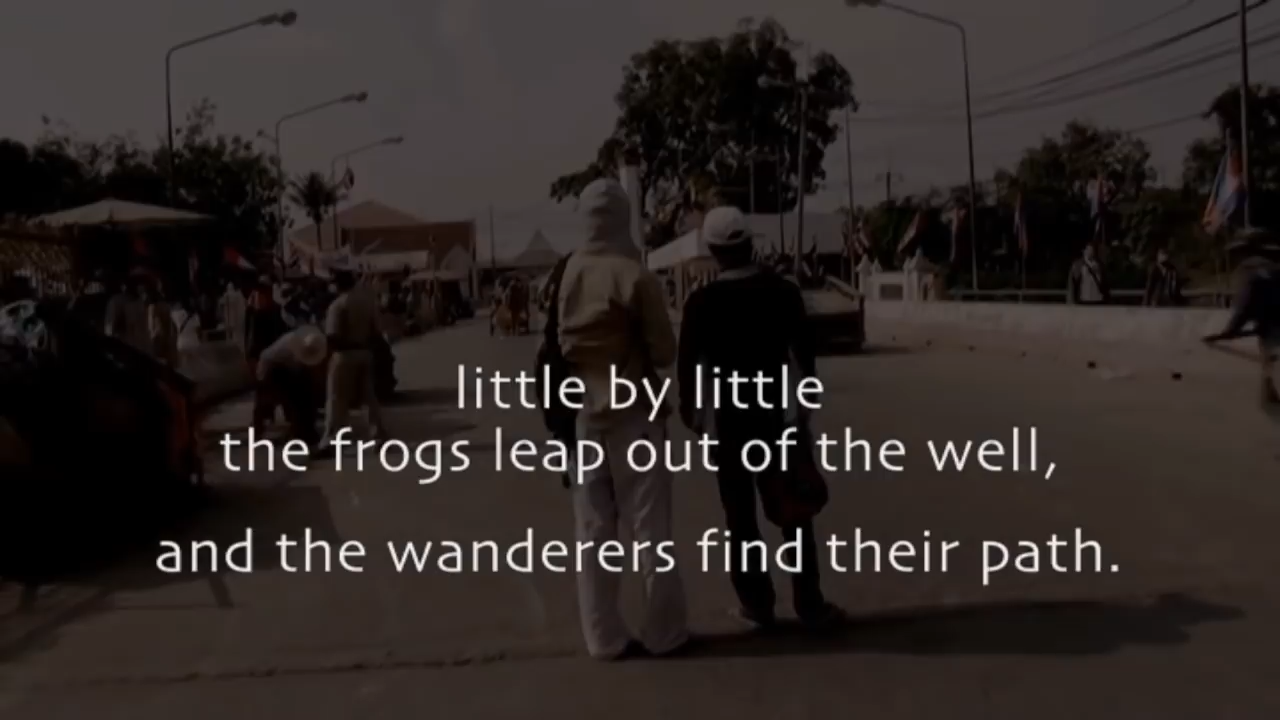 little by little
the frogs leap out of the well,
and the wanderers find their path.